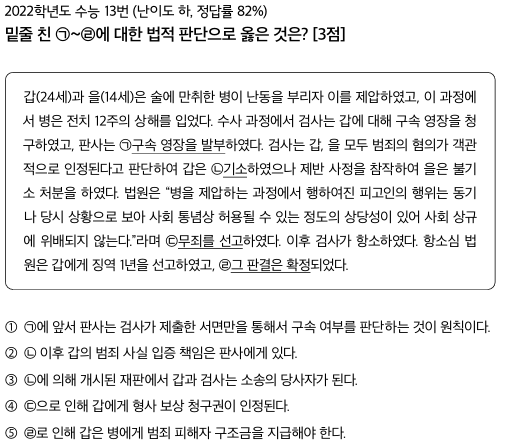 2022학년도 수능 13번 (난이도 하, 정답률 82%)
밑줄 친 ㉠~㉣에 대한 법적 판단으로 옳은 것은? [3점]
갑(24세)과 을(14세)은 술에 만취한 병이 난동을 부리자 이를 제압하였고, 이 과정에
서 병은 전치 12주의 상해를 입었다. 수사 과정에서 검사는 갑에 대해 구속 영장을 청
구하였고, 판사는 ㉠구속 영장을 발부하였다. 검사는 갑, 을 모두 범죄의 혐의가 객관
적으로 인정된다고 판단하여 갑은 ㉡기소하였으나 제반 사정을 참작하여 을은 불기
소 처분을 하였다. 법원은 “병을 제압하는 과정에서 행하여진 피고인의 행위는 동기
나 당시 상황으로 보아 사회 통념상 허용될 수 있는 정도의 상당성이 있어 사회 상규
에 위배되지 않는다.”라며 ㉢무죄를 선고하였다. 이후 검사가 항소하였다. 항소심 법
원은 갑에게 징역 1년을 선고하였고, ㉣그 판결은 확정되었다.
① ㉠에 앞서 판사는 검사가 제출한 서면만을 통해서 구속 여부를 판단하는 것이 원칙이다.
② ㉡ 이후 갑의 범죄 사실 입증 책임은 판사에게 있다.
③ ㉡에 의해 개시된 재판에서 갑과 검사는 소송의 당사자가 된다.
④ ㉢으로 인해 갑에게 형사 보상 청구권이 인정된다.
⑤ ㉣로 인해 갑은 병에게 범죄 피해자 구조금을 지급해야 한다.